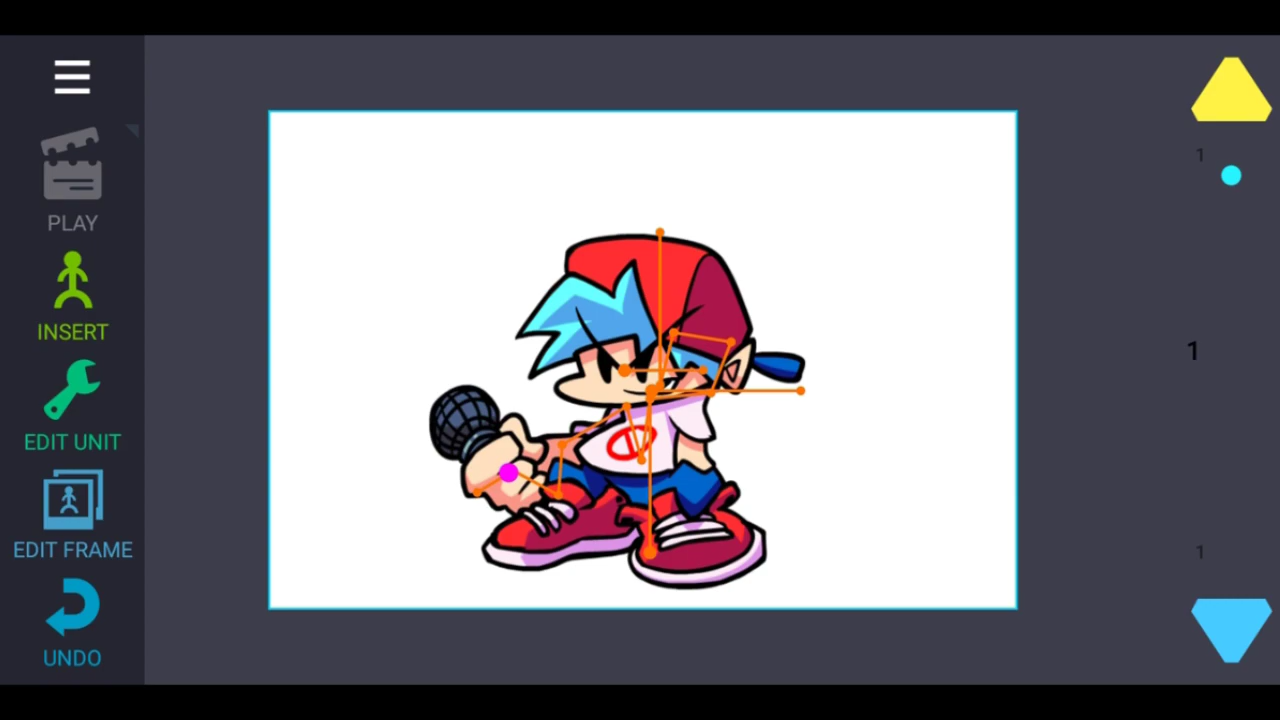 PLAY
INSERT
EDIT UNIT
EDIT FRAME
UNDO
1
1
1